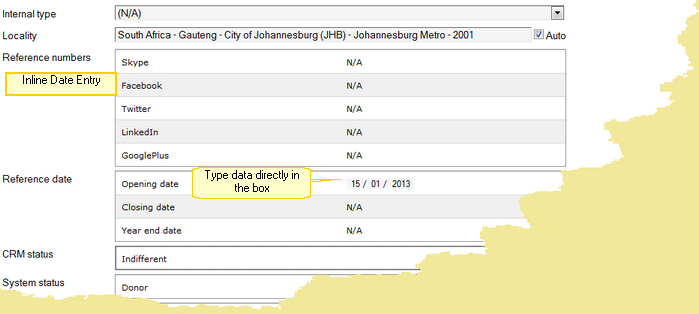 Internal type (N/A)
Locality South Africa - Gauteng - City of Johannesburg (JHB) - Johannesburg Metro - 2001 Auto
Reference numbers
Skype N/A
Inline Date Entry
Facebook N/A
Twitter N/A
LinkedIn N/A
GooglePlus N/A
Reference date
Opening date 15 / 01 / 2013
Type data directly in
the box
Closing date N/A
Year end date N/A
CRM status Indifferent
System status Donor